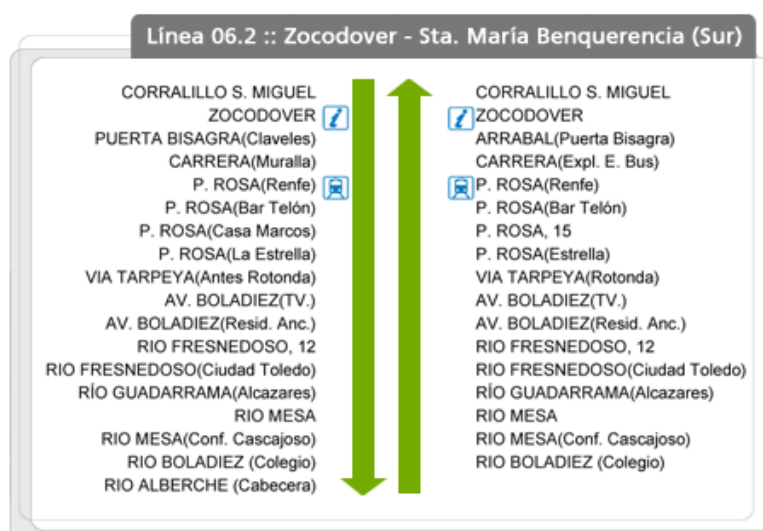 Línea 06.2 :: Zocodover - Sta. María Benquerencia (Sur)
CORRALILLO S. MIGUEL
ZOCODOVER
PUERTA BISAGRA(Claveles)
CARRERA(Muralla)
P. ROSA(Renfe)
P. ROSA(Bar Telón)
P. ROSA(Casa Marcos)
P. ROSA(La Estrella)
VIA TARPEYA(Antes Rotonda)
AV. BOLADIEZ(TV.)
AV. BOLADIEZ(Resid. Anc.)
RIO FRESNEDOSO, 12
RIO FRESNEDOSO(Ciudad Toledo)
RÍO GUADARRAMA(Alcazares)
RIO MESA
RIO MESA(Conf. Cascajoso)
RIO BOLADIEZ (Colegio)
RIO ALBERCHE (Cabecera)
CORRALILLO S. MIGUEL
ZOCODOVER
ARRABAL(Puerta Bisagra)
CARRERA(Expl. E. Bus)
P. ROSA(Renfe)
P. ROSA(Bar Telón)
P. ROSA, 15
P. ROSA(Estrella)
VIA TARPEYA(Rotonda)
AV. BOLADIEZ(TV.)
AV. BOLADIEZ(Resid. Anc.)
RIO FRESNEDOSO, 12
RIO FRESNEDOSO(Ciudad Toledo)
RÍO GUADARRAMA(Alcazares)
RIO MESA
RIO MESA(Conf. Cascajoso)
RIO BOLADIEZ (Colegio)